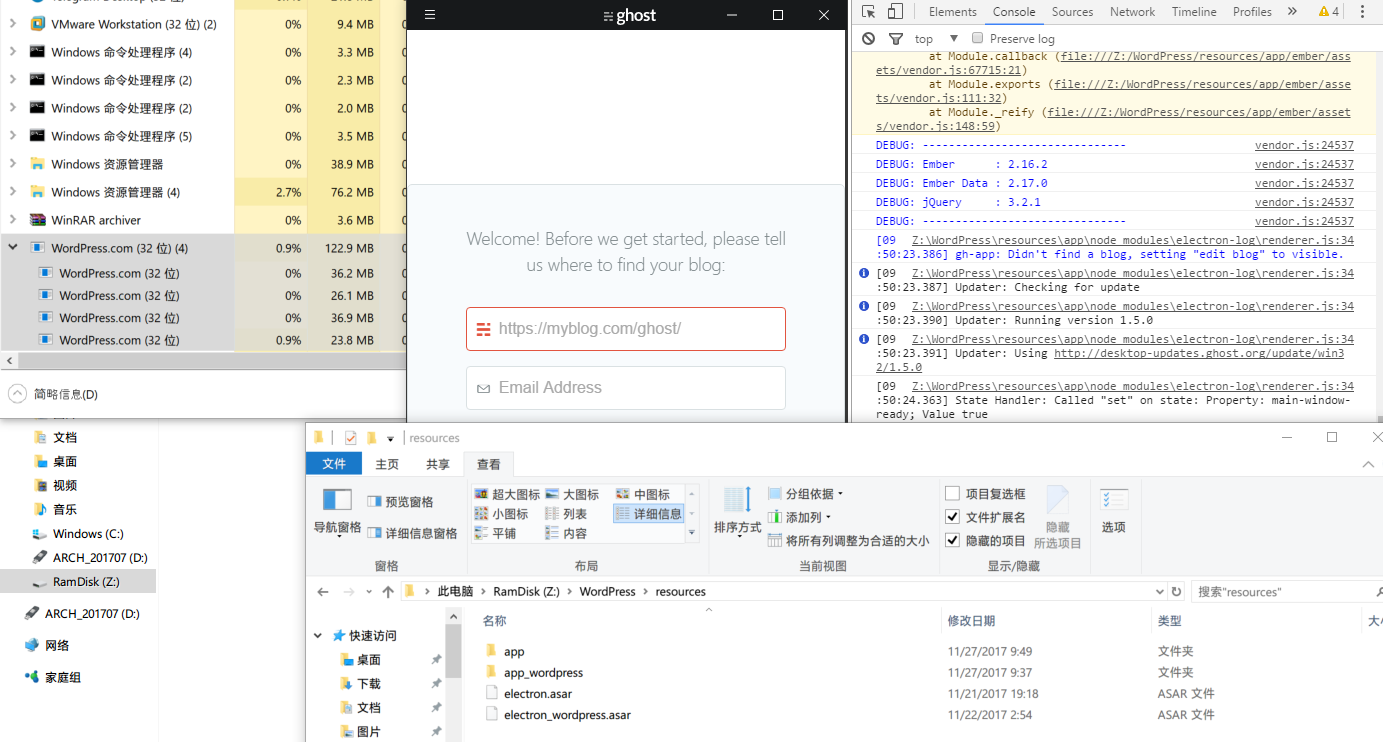 VMware Workstation (32 位) (2)
0%
9.4 MB
Windows 命令处理程序 (4)
0%
3.3 MB
Windows 命令处理程序 (2)
0%
2.3 MB
Windows 命令处理程序 (2)
0%
2.0 MB
Windows 命令处理程序 (5)
0%
3.5 MB
Windows 资源管理器
0%
38.9 MB
Windows 资源管理器 (4)
2.7%
76.2 MB
WinRAR archiver
0%
3.6 MB
WordPress.com (32 位) (4)
0.9%
122.9 MB
WordPress.com (32 位)
0%
36.2 MB
WordPress.com (32 位)
0%
26.1 MB
WordPress.com (32 位)
0%
36.9 MB
WordPress.com (32 位)
0.9%
23.8 MB
简略信息(D)
ghost
Welcome! Before we get started, please tell
us where to find your blog:
https://myblog.com/ghost/
Email Address
Elements Console Sources Network Timeline Profiles » 4
top Preserve log
at Module.callback (file:///Z:/WordPress/resources/app/ember/ass
ets/vendor.js:67715:21)
at Module.exports (file:///Z:/WordPress/resources/app/ember/asse
ts/vendor.js:111:32)
at Module._reify (file:///Z:/WordPress/resources/app/ember/asset
s/vendor.js:148:59)
DEBUG: ------------------------------- vendor.js:24537
DEBUG: Ember : 2.16.2 vendor.js:24537
DEBUG: Ember Data : 2.17.0 vendor.js:24537
DEBUG: jQuery : 3.2.1 vendor.js:24537
DEBUG: ------------------------------- vendor.js:24537
[09 Z:\WordPress\resources\app\node_modules\electron-log\renderer.js:34
:50:23.386] gh-app: Didn't find a blog, setting "edit blog" to visible.
[09 Z:\WordPress\resources\app\node_modules\electron-log\renderer.js:34
:50:23.387] Updater: Checking for update
[09 Z:\WordPress\resources\app\node_modules\electron-log\renderer.js:34
:50:23.390] Updater: Running version 1.5.0
[09 Z:\WordPress\resources\app\node_modules\electron-log\renderer.js:34
:50:23.391] Updater: Using http://desktop-updates.ghost.org/update/win3
2/1.5.0
[09 Z:\WordPress\resources\app\node_modules\electron-log\renderer.js:34
:50:24.363] State Handler: Called "set" on state: Property: main-window-
ready; Value true
文档
桌面
视频
音乐
Windows (C:)
ARCH_201707 (D:)
RamDisk (Z:)
ARCH_201707 (D:)
网络
家庭组
resources
文件 主页 共享 查看
导航窗格
预览窗格
详细信息窗格
窗格
超大图标 大图标 中图标
小图标 列表 详细信息
平铺 内容
布局
排序方式
分组依据
添加列
将所有列调整为合适的大小
当前视图
项目复选框
文件扩展名
隐藏的项目
隐藏
所选项目
显示/隐藏
选项
此电脑 > RamDisk (Z:) > WordPress > resources
搜索"resources"
快速访问
桌面
下载
文档
图片
名称 修改日期 类型
app 11/27/2017 9:49 文件夹
app_wordpress 11/27/2017 9:37 文件夹
electron.asar 11/21/2017 19:18 ASAR 文件
electron_wordpress.asar 11/22/2017 2:54 ASAR 文件